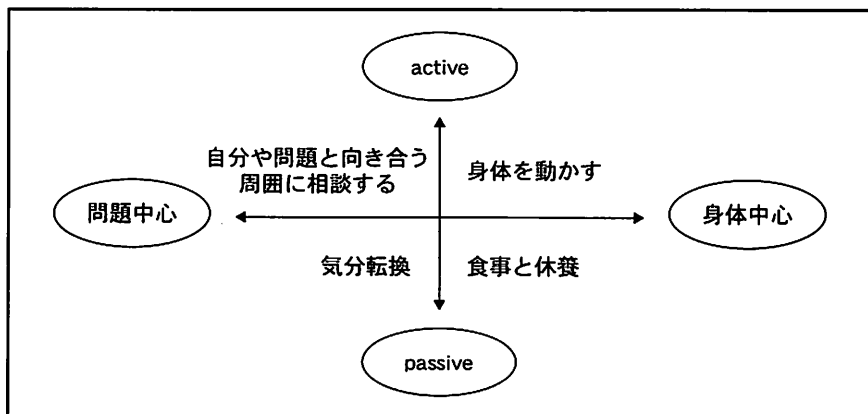 active
自分や問題と向き合う
周囲に相談する
身体を動かす
問題中心
身体中心
気分転換
食事と休養
passive